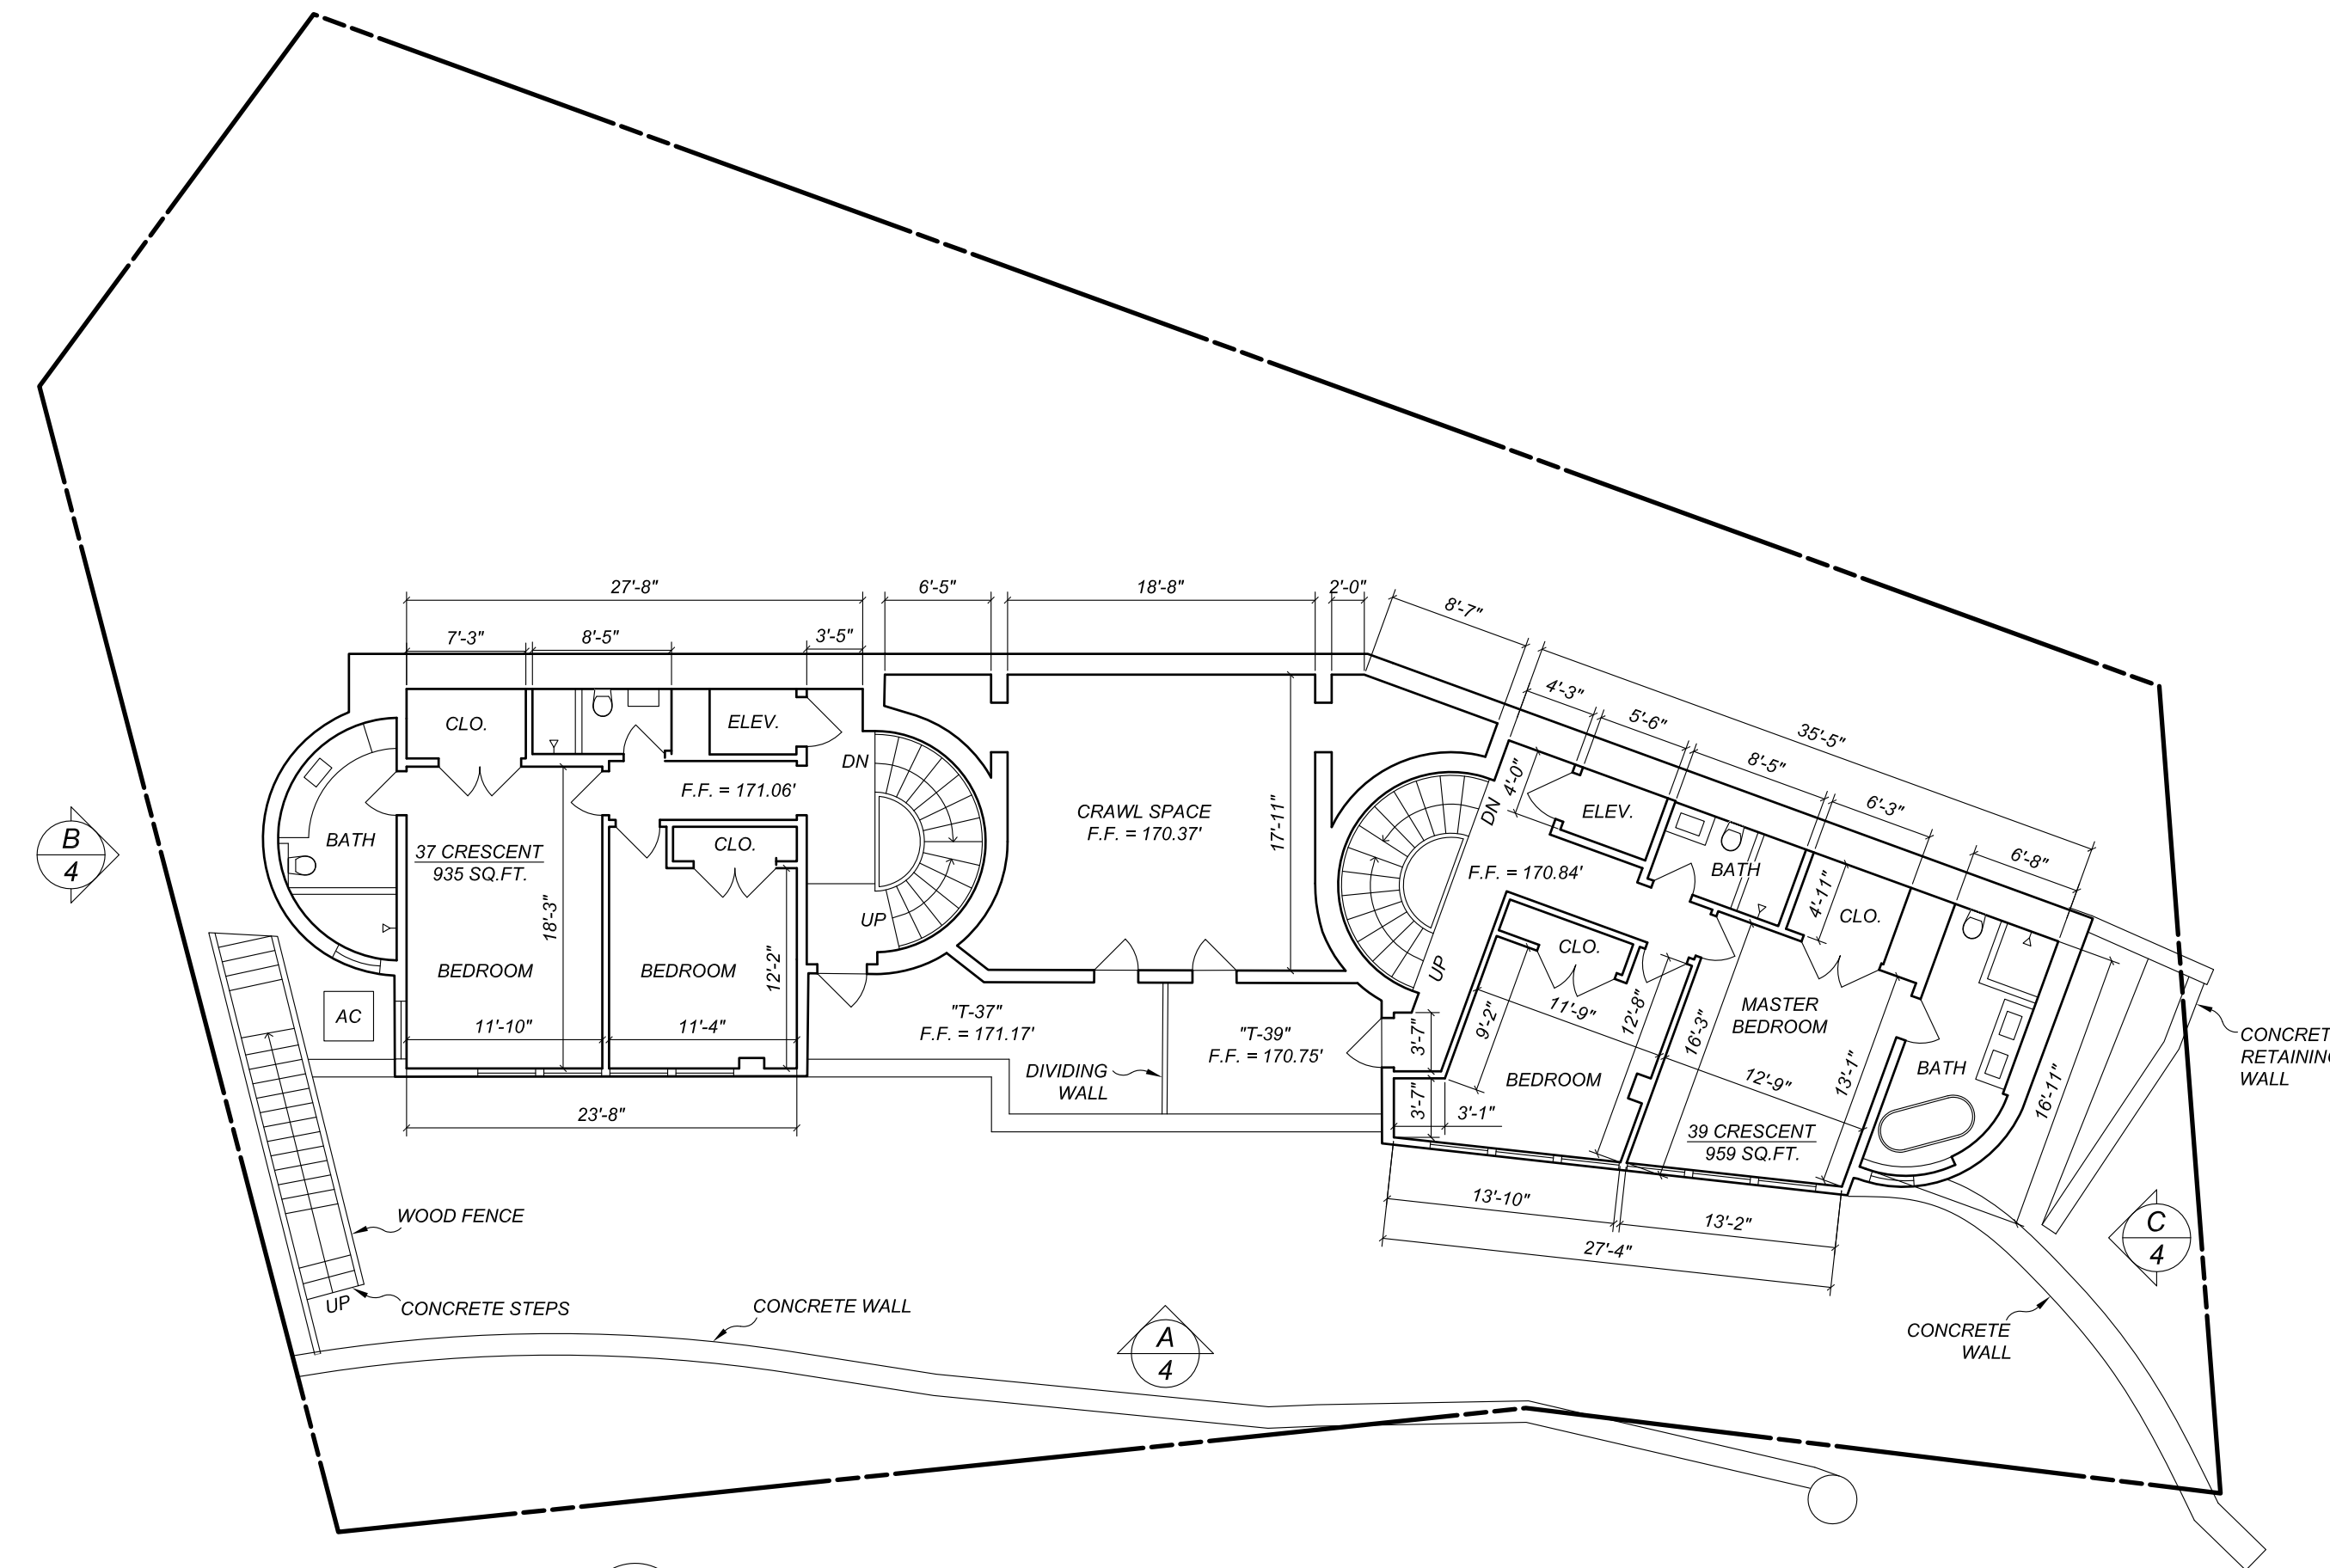 27'-8"
6'-5"
18'-8"
2'-0"
8'-7"
7'-3"
8'-5"
3'-5"
4'-3"
5'-6"
35'-5"
8'-5"
6'-3"
6'-8"
CLO.
ELEV.
DN
F.F. = 171.06'
UP
BATH
CLO.
37 CRESCENT
935 SQ.FT.
18'-3"
BEDROOM
BEDROOM
12'-2"
11'-10"
11'-4"
AC
23'-8"
CRAWL SPACE
F.F. = 170.37'
17'-11"
4'-0"
DN
ELEV.
BATH
F.F. = 170.84'
4'-11"
CLO.
CLO.
UP
"T-37"
F.F. = 171.17'
"T-39"
F.F. = 170.75'
DIVIDING
WALL
3'-7"
3'-7"
3'-1"
9'-2"
11'-9"
12'-8"
16'-3"
BEDROOM
MASTER
BEDROOM
12'-9"
13'-1"
39 CRESCENT
959 SQ.FT.
BATH
16'-11"
13'-10"
13'-2"
27'-4"
CONCRET
RETAINING
WALL
B
4
C
4
A
4
WOOD FENCE
UP
CONCRETE STEPS
CONCRETE WALL
CONCRETE
WALL